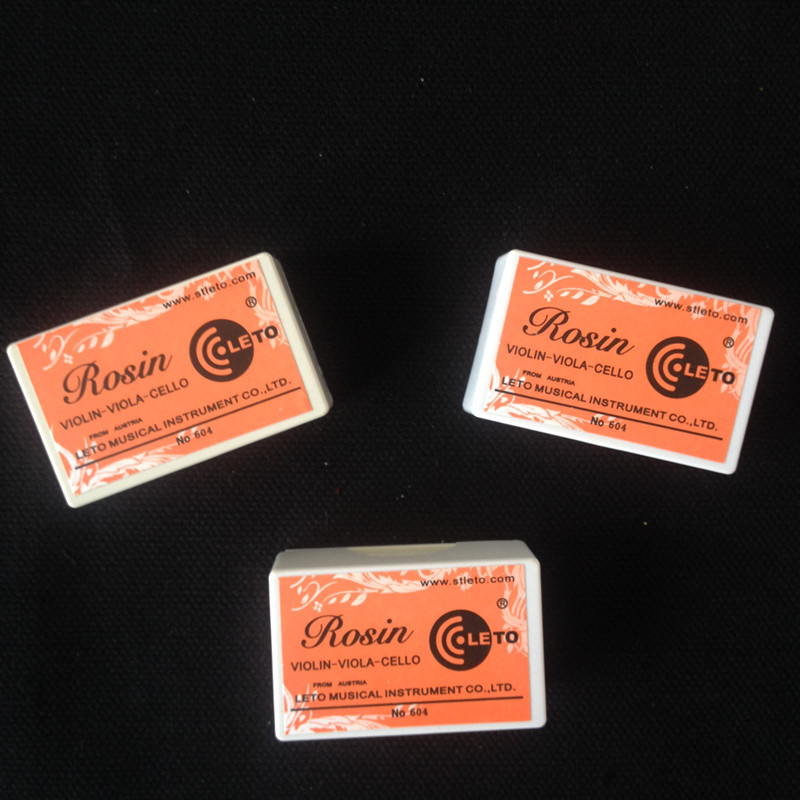 www.stleto.com
®
Rosin
LETO
VIOLIN-VIOLA-CELLO
FROM AUSTRIA
LETO MUSICAL INSTRUMENT CO.,LTD.
No 604
www.stleto.com
®
Rosin
LETO
VIOLIN-VIOLA-CELLO
FROM AUSTRIA
LETO MUSICAL INSTRUMENT CO.,LTD.
No 604
www.stleto.com
®
Rosin
LETO
VIOLIN-VIOLA-CELLO
FROM AUSTRIA
LETO MUSICAL INSTRUMENT CO.,LTD.
No 604